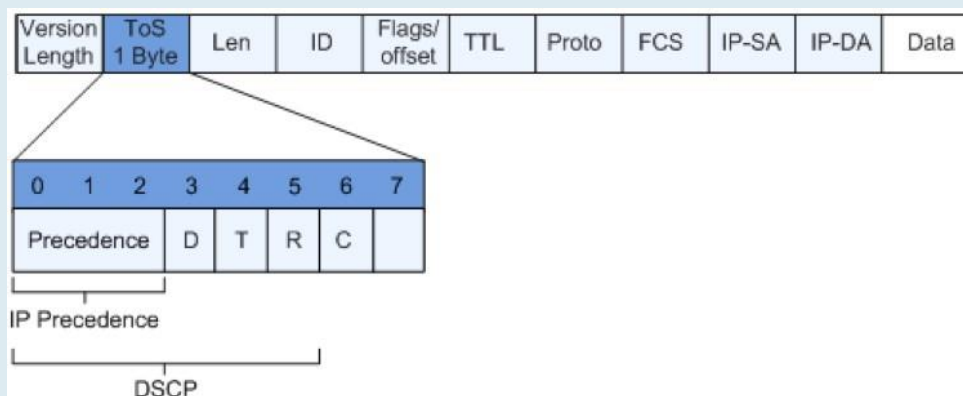 Version Length ToS 1 Byte Len ID Flags/ offset TTL Proto FCS IP-SA IP-DA Data
0 1 2 3 4 5 6 7
Precedence D T R C
IP Precedence
DSCP